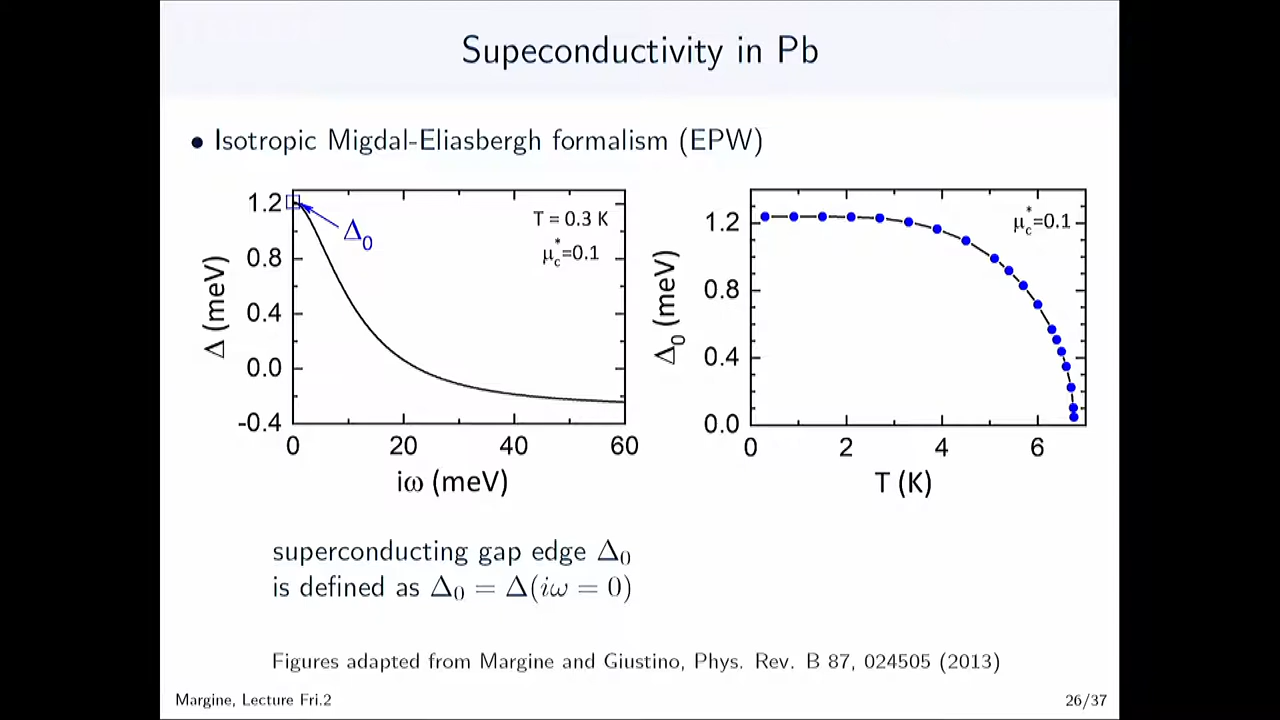 Supeconductivity in Pb
• Isotropic Migdal-Eliasbergh formalism (EPW)
Δ (meV)
1.2
0.8
0.4
0.0
-0.4
Δ₀
T = 0.3 K
μ*c=0.1
0 20 40 60
iω (meV)
Δ₀ (meV)
1.2
0.8
0.4
0.0
μ*c=0.1
0 2 4 6
T (K)
superconducting gap edge Δ₀
is defined as Δ₀ = Δ(iω = 0)
Figures adapted from Margine and Giustino, Phys. Rev. B 87, 024505 (2013)
Margine, Lecture Fri.2
26/37